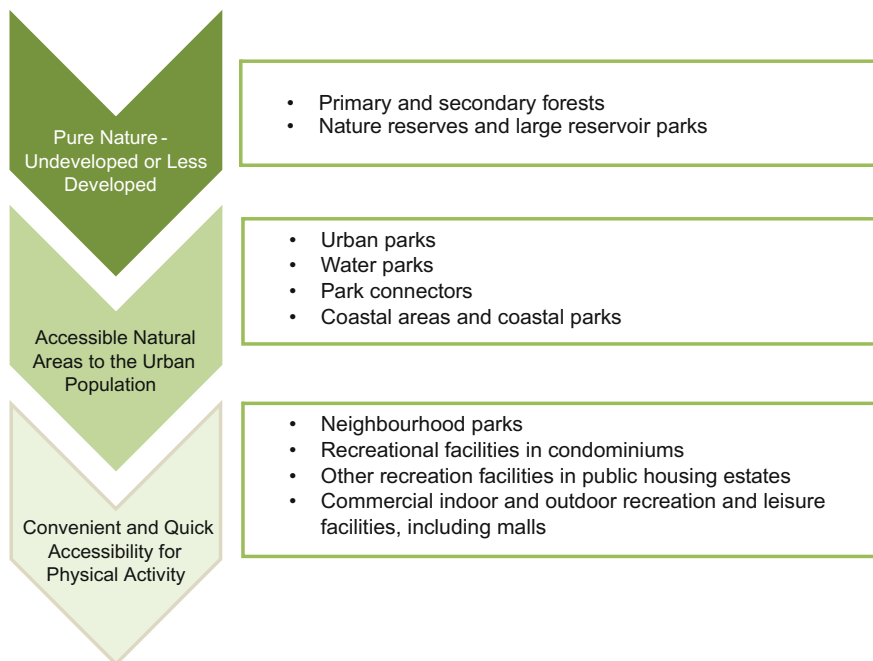 Pure Nature -
Undeveloped or Less
Developed
• Primary and secondary forests
• Nature reserves and large reservoir parks
Accessible Natural
Areas to the Urban
Population
• Urban parks
• Water parks
• Park connectors
• Coastal areas and coastal parks
Convenient and Quick
Accessibility for
Physical Activity
• Neighbourhood parks
• Recreational facilities in condominiums
• Other recreation facilities in public housing estates
• Commercial indoor and outdoor recreation and leisure
facilities, including malls